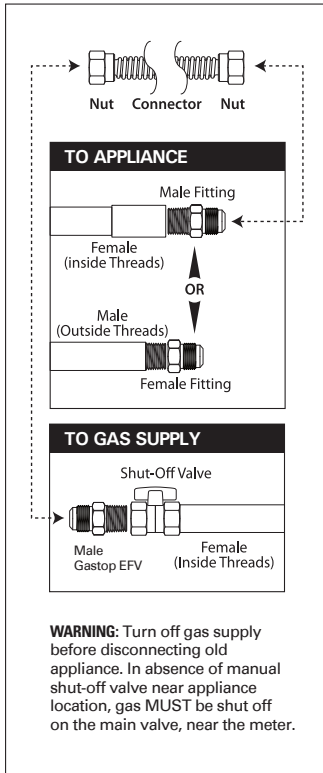 Nut Connector Nut
TO APPLIANCE
Male Fitting
Female
(inside Threads)
OR
Male
(Outside Threads)
Female Fitting
TO GAS SUPPLY
Shut-Off Valve
Male
Gastop EFV
Female
(Inside Threads)
WARNING: Turn off gas supply
before disconnecting old
appliance. In absence of manual
shut-off valve near appliance
location, gas MUST be shut off
on the main valve, near the meter.